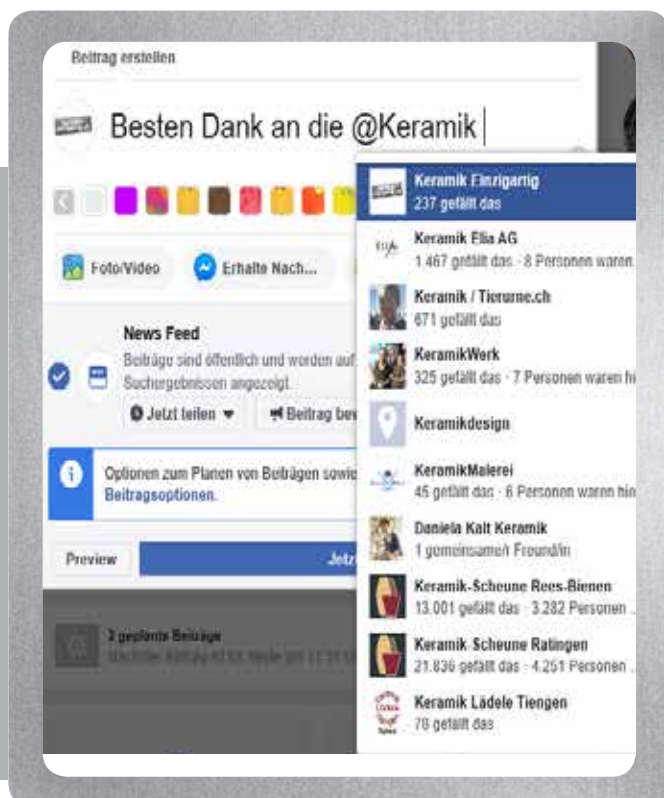 Beitrag erstellen
Besten Dank an die @Keramik
Foto/Video
Erhalte Nach...
News Feed
Beiträge sind öffentlich und werden auf
Suchergebnissen angezeigt.
Jetzt teilen
Beitrag bew
Optionen zum Planen von Beiträgen sowie
Beitragsoptionen.
Preview
Jetz
3 geplante Beiträge
Keramik Einzigartig
237 gefällt das
Keramik Elia AG
1.467 gefällt das · 8 Personen waren
Keramik / Tierurne.ch
671 gefällt das
KeramikWerk
325 gefällt das · 7 Personen waren hi
Keramikdesign
KeramikMalerei
45 gefällt das · 6 Personen waren hie
Daniela Kalt Keramik
1 gemeinsame/r Freund/in
Keramik-Scheune Rees-Bienen
13.001 gefällt das · 3.282 Personen ...
Keramik-Scheune Ratingen
21.836 gefällt das · 4.251 Personen ...
Keramik Lädele Tiengen
78 gefällt das